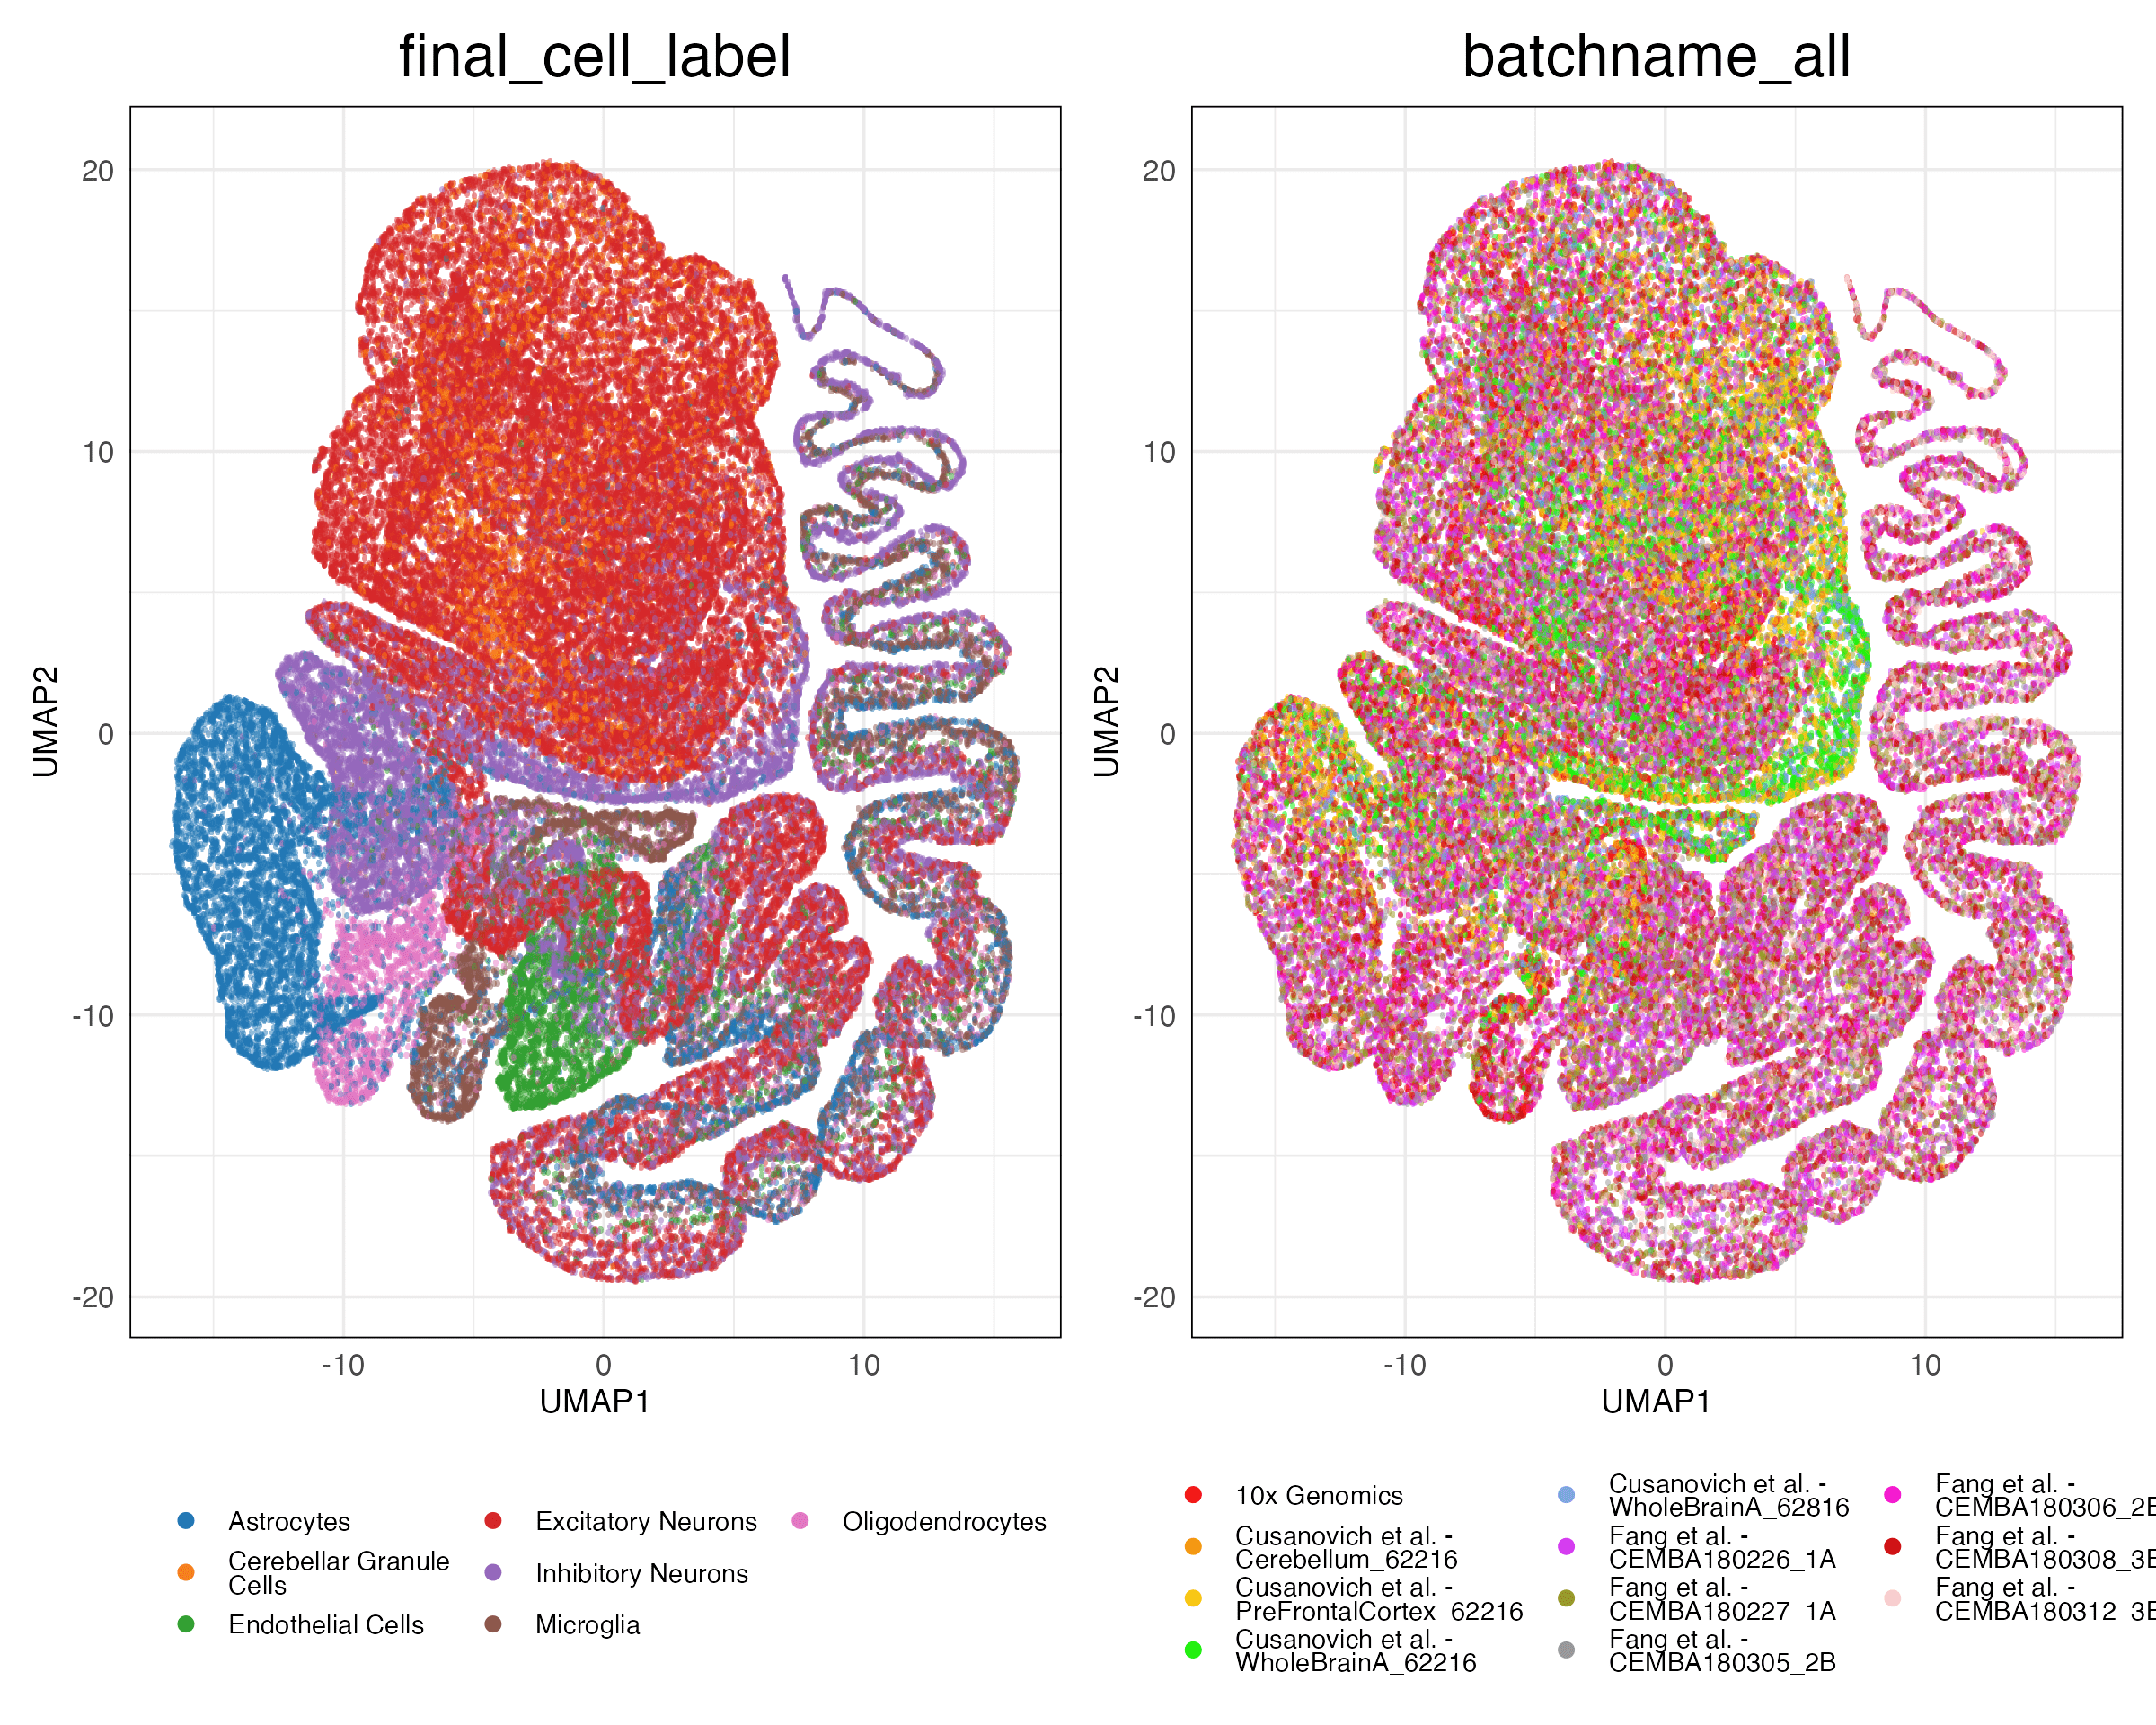 final_cell_label
batchname_all
UMAP2
20
10
0
-10
-20
-10
0
10
UMAP1
UMAP2
20
10
0
-10
-20
-10
0
10
UMAP1
Astrocytes
Cerebellar Granule
Cells
Endothelial Cells
Excitatory Neurons
Inhibitory Neurons
Microglia
Oligodendrocytes
10x Genomics
Cusanovich et al. -
Cerebellum_62216
Cusanovich et al. -
PreFrontalCortex_62216
Cusanovich et al. -
WholeBrainA_62216
Cusanovich et al. -
WholeBrainA_62816
Fang et al. -
CEMBA180226_1A
Fang et al. -
CEMBA180227_1A
Fang et al. -
CEMBA180305_2B
Fang et al. -
CEMBA180306_2B
Fang et al. -
CEMBA180308_3B
Fang et al. -
CEMBA180312_3B